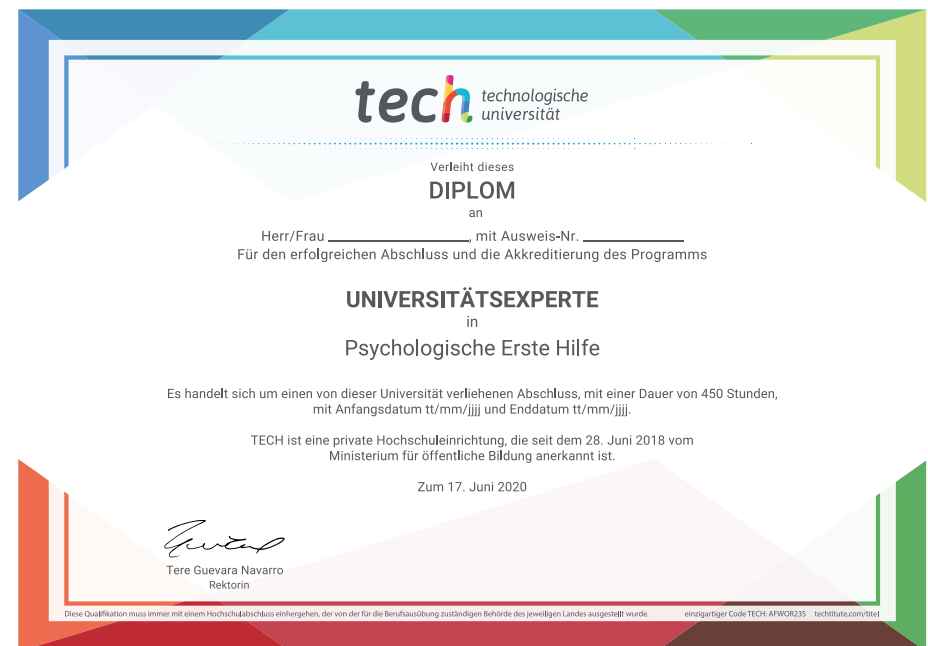 tech technologische
universität
Verleiht dieses
DIPLOM
an
Herr/Frau ____________________, mit Ausweis-Nr. ______________
Für den erfolgreichen Abschluss und die Akkreditierung des Programms
UNIVERSITÄTSEXPERTE
in
Psychologische Erste Hilfe
Es handelt sich um einen von dieser Universität verliehenen Abschluss, mit einer Dauer von 450 Stunden,
mit Anfangsdatum tt/mm/jjjj und Enddatum tt/mm/jjjj.
TECH ist eine private Hochschuleinrichtung, die seit dem 28. Juni 2018 vom
Ministerium für öffentliche Bildung anerkannt ist.
Zum 17. Juni 2020
Tere Guevara Navarro
Rektorin
Diese Qualifikation muss immer mit einem Hochschulabschluss einhergehen, der von der für die Berufsausübung zuständigen Behörde des jeweiligen Landes ausgestellt wurde. einzigartiger Code TECH: AFWOR23S techtitute.com/titel